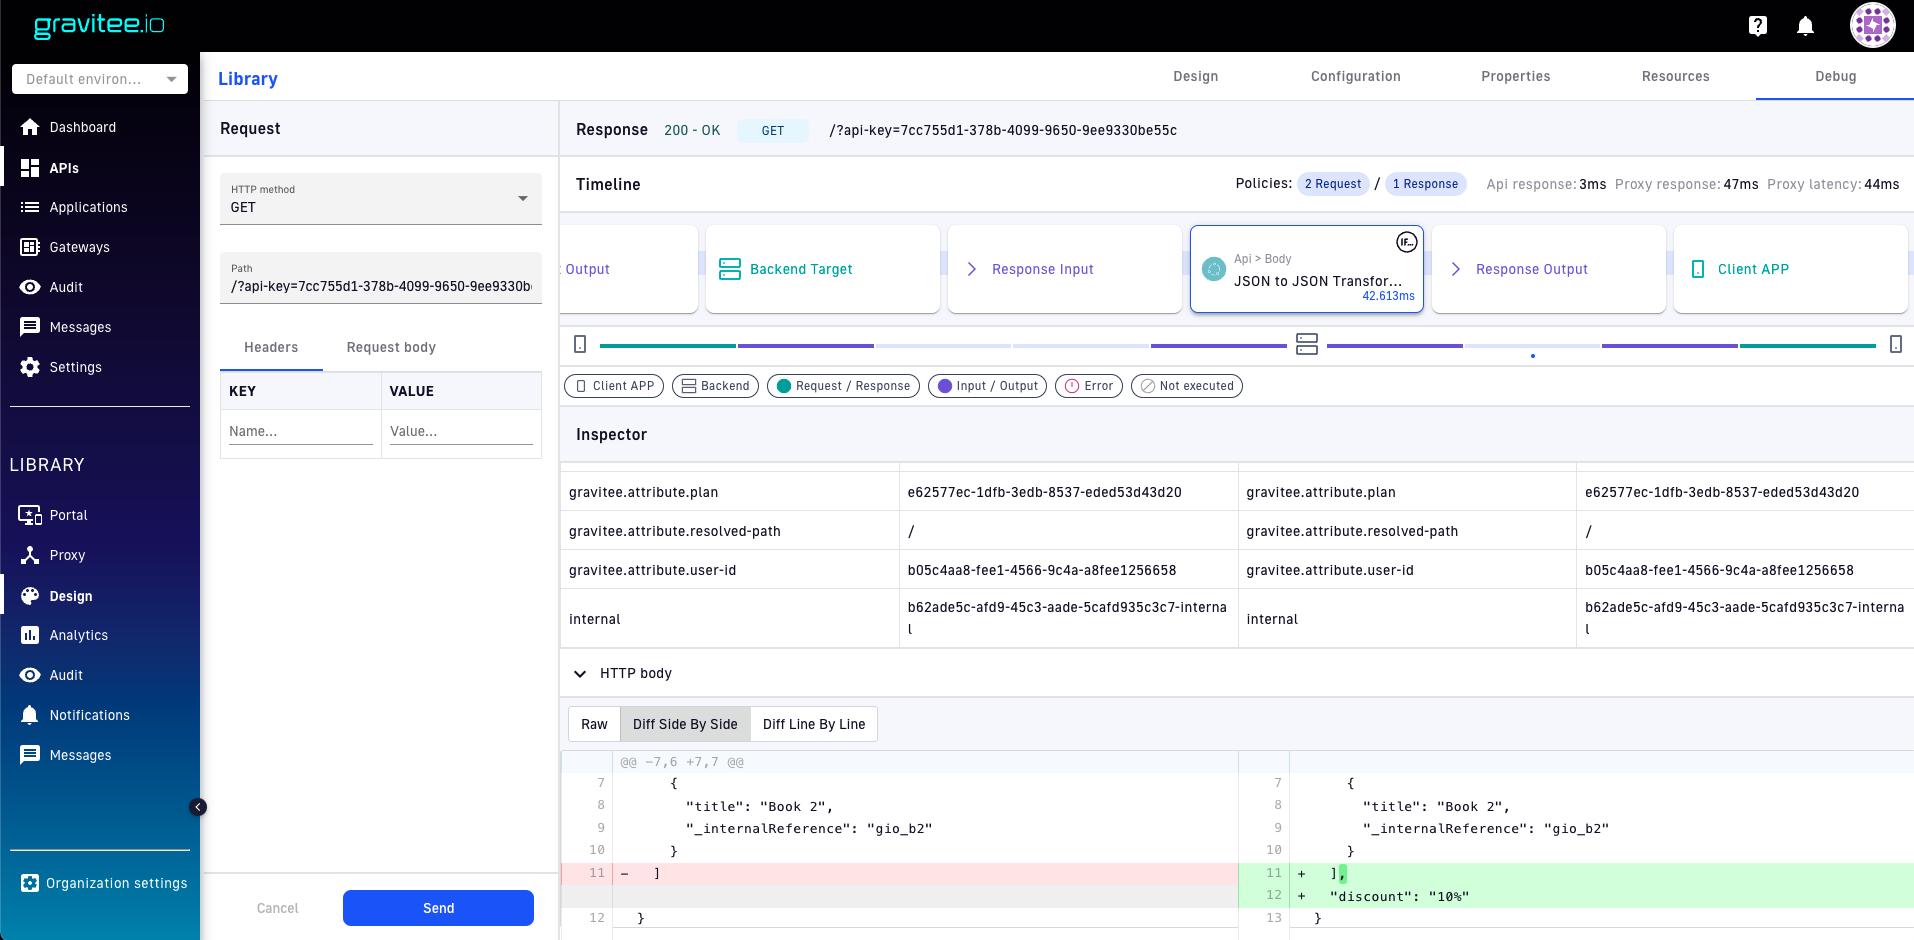 gravitee.io
Default environ...
Dashboard
APIs
Applications
Gateways
Audit
Messages
Settings
LIBRARY
Portal
Proxy
Design
Analytics
Audit
Notifications
Messages
Organization settings
Library
Design
Configuration
Properties
Resources
Debug
Request
HTTP method
GET
Path
/?api-key=7cc755d1-378b-4099-9650-9ee9330b
Headers
Request body
KEY VALUE
Name... Value...
Cancel
Send
Response 200 - OK GET /?api-key=7cc755d1-378b-4099-9650-9ee9330be55c
Timeline
Policies: 2 Request / 1 Response Api response: 3ms Proxy response: 47ms Proxy latency: 44ms
Output
Backend Target
Response Input
IF...
Api > Body
JSON to JSON Transfor...
42.613ms
Response Output
Client APP
Client APP
Backend
Request / Response
Input / Output
Error
Not executed
Inspector
gravitee.attribute.plan e62577ec-1dfb-3edb-8537-eded53d43d20 gravitee.attribute.plan e62577ec-1dfb-3edb-8537-eded53d43d20
gravitee.attribute.resolved-path / gravitee.attribute.resolved-path /
gravitee.attribute.user-id b05c4aa8-fee1-4566-9c4a-a8fee1256658 gravitee.attribute.user-id b05c4aa8-fee1-4566-9c4a-a8fee1256658
internal b62ade5c-afd9-45c3-aade-5cafd935c3c7-interna
l
internal b62ade5c-afd9-45c3-aade-5cafd935c3c7-interna
l
HTTP body
Raw Diff Side By Side Diff Line By Line
@@ -7,6 +7,7 @@
7 {
8 "title": "Book 2",
9 "_internalReference": "gio_b2"
10 }
11 - ]
12 }
7 {
8 "title": "Book 2",
9 "_internalReference": "gio_b2"
10 }
11 + ],
12 + "discount": "10%"
13 }